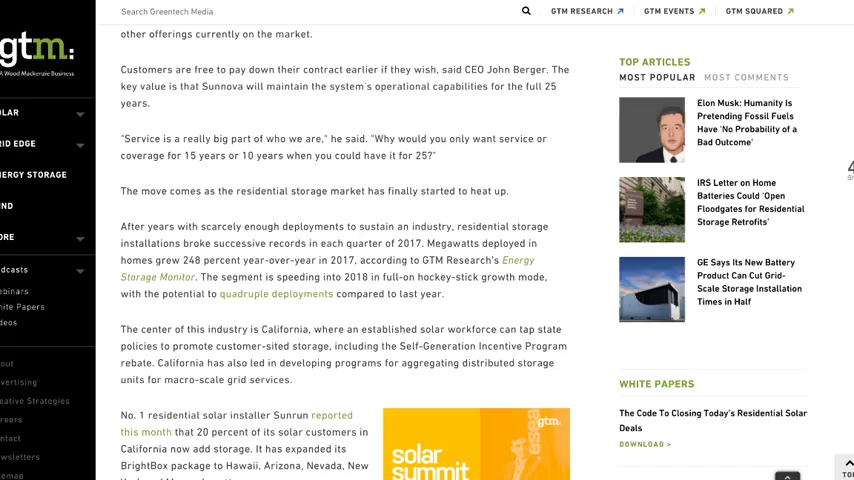 Search Greentech Media
GTM RESEARCH
GTM EVENTS
GTM SQUARED
gtm:
A Wood Mackenzie Business
OLAR
RID EDGE
NERGY STORAGE
IND
ORE
dcasts
ebinars
hite Papers
deos
out
vertising
eative Strategies
reers
ntact
wsletters
temap
other offerings currently on the market.
Customers are free to pay down their contract earlier if they wish, said CEO John Berger. The
key value is that Sunnova will maintain the system's operational capabilities for the full 25
years.
"Service is a really big part of who we are," he said. "Why would you only want service or
coverage for 15 years or 10 years when you could have it for 25?"
The move comes as the residential storage market has finally started to heat up.
After years with scarcely enough deployments to sustain an industry, residential storage
installations broke successive records in each quarter of 2017. Megawatts deployed in
homes grew 248 percent year-over-year in 2017, according to GTM Research's Energy
Storage Monitor. The segment is speeding into 2018 in full-on hockey-stick growth mode,
with the potential to quadruple deployments compared to last year.
The center of this industry is California, where an established solar workforce can tap state
policies to promote customer-sited storage, including the Self-Generation Incentive Program
rebate. California has also led in developing programs for aggregating distributed storage
units for macro-scale grid services.
No. 1 residential solar installer Sunrun reported
this month that 20 percent of its solar customers in
California now add storage. It has expanded its
BrightBox package to Hawaii, Arizona, Nevada, New
gtm:
solar
summit
TOP ARTICLES
MOST POPULAR
MOST COMMENTS
Elon Musk: Humanity Is
Pretending Fossil Fuels
Have 'No Probability of a
Bad Outcome'
IRS Letter on Home
Batteries Could 'Open
Floodgates for Residential
Storage Retrofits'
GE Says Its New Battery
Product Can Cut Grid-
Scale Storage Installation
Times in Half
WHITE PAPERS
The Code To Closing Today's Residential Solar
Deals
DOWNLOAD >